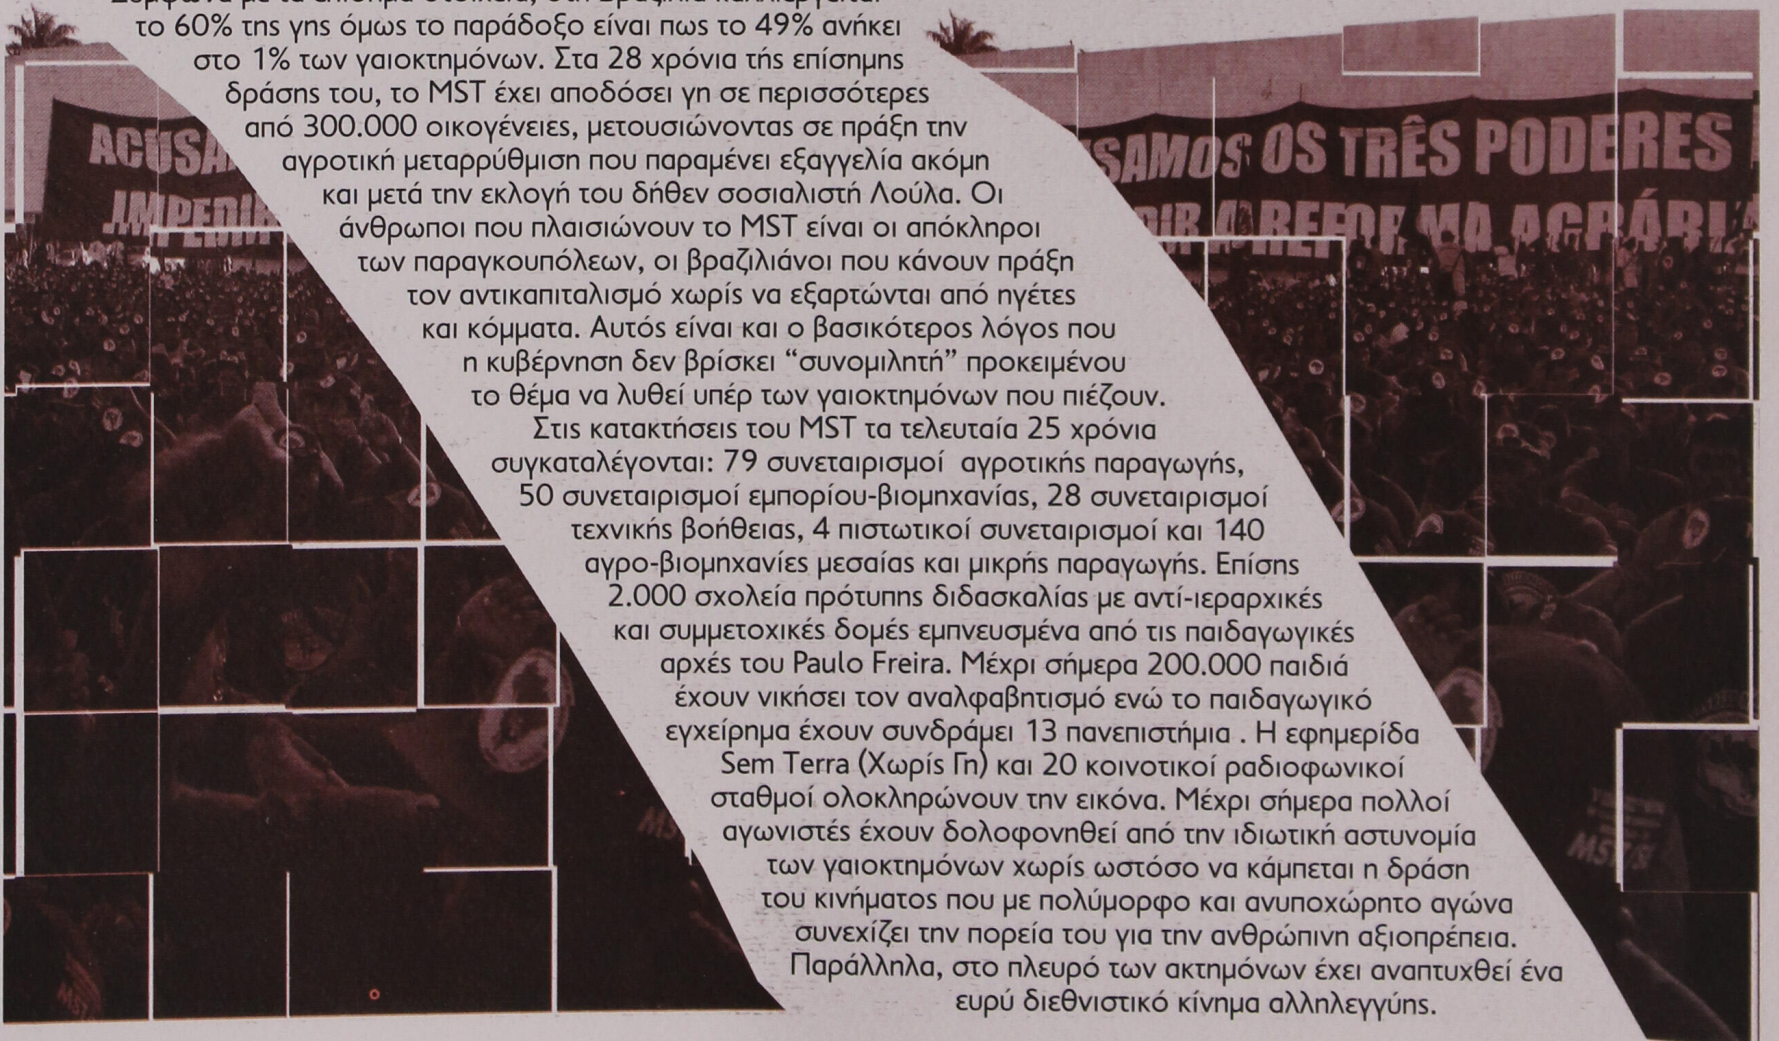 το 60% της γης όμως το παράδοξο είναι πως το 49% ανήκει
στο 1% των γαιοκτημόνων. Στα 28 χρόνια τής επίσημης
δράσης του, το MST έχει αποδόσει γη σε περισσότερες
από 300.000 οικογένειες, μετουσιώνοντας σε πράξη την
αγροτική μεταρρύθμιση που παραμένει εξαγγελία ακόμη
και μετά την εκλογή του δήθεν σοσιαλιστή Λούλα. Οι
άνθρωποι που πλαισιώνουν το MST είναι οι απόκληροι
των παραγκουπόλεων, οι βραζιλιάνοι που κάνουν πράξη
τον αντικαπιταλισμό χωρίς να εξαρτώνται από ηγέτες
και κόμματα. Αυτός είναι και ο βασικότερος λόγος που
η κυβέρνηση δεν βρίσκει “συνομιλητή” προκειμένου
το θέμα να λυθεί υπέρ των γαιοκτημόνων που πιέζουν.
Στις κατακτήσεις του MST τα τελευταία 25 χρόνια
συγκαταλέγονται: 79 συνεταιρισμοί αγροτικής παραγωγής,
50 συνεταιρισμοί εμπορίου-βιομηχανίας, 28 συνεταιρισμοί
τεχνικής βοήθειας, 4 πιστωτικοί συνεταιρισμοί και 140
αγρο-βιομηχανίες μεσαίας και μικρής παραγωγής. Επίσης
2.000 σχολεία πρότυπης διδασκαλίας με αντί-ιεραρχικές
και συμμετοχικές δομές εμπνευσμένα από τις παιδαγωγικές
αρχές του Paulo Freira. Μέχρι σήμερα 200.000 παιδιά
έχουν νικήσει τον αναλφαβητισμό ενώ το παιδαγωγικό
εγχείρημα έχουν συνδράμει 13 πανεπιστήμια . Η εφημερίδα
Sem Terra (Χωρίς Γη) και 20 κοινοτικοί ραδιοφωνικοί
σταθμοί ολοκληρώνουν την εικόνα. Μέχρι σήμερα πολλοί
αγωνιστές έχουν δολοφονηθεί από την ιδιωτική αστυνομία
των γαιοκτημόνων χωρίς ωστόσο να κάμπεται η δράση
του κινήματος που με πολύμορφο και ανυποχώρητο αγώνα
συνεχίζει την πορεία του για την ανθρώπινη αξιοπρέπεια.
Παράλληλα, στο πλευρό των ακτημόνων έχει αναπτυχθεί ένα
ευρύ διεθνιστικό κίνημα αλληλεγγύης.
ACUSA
IMPEDIR
SAMOS OS TRÊS PODERES
DIR A REFORMA AGRÁRIA
MST